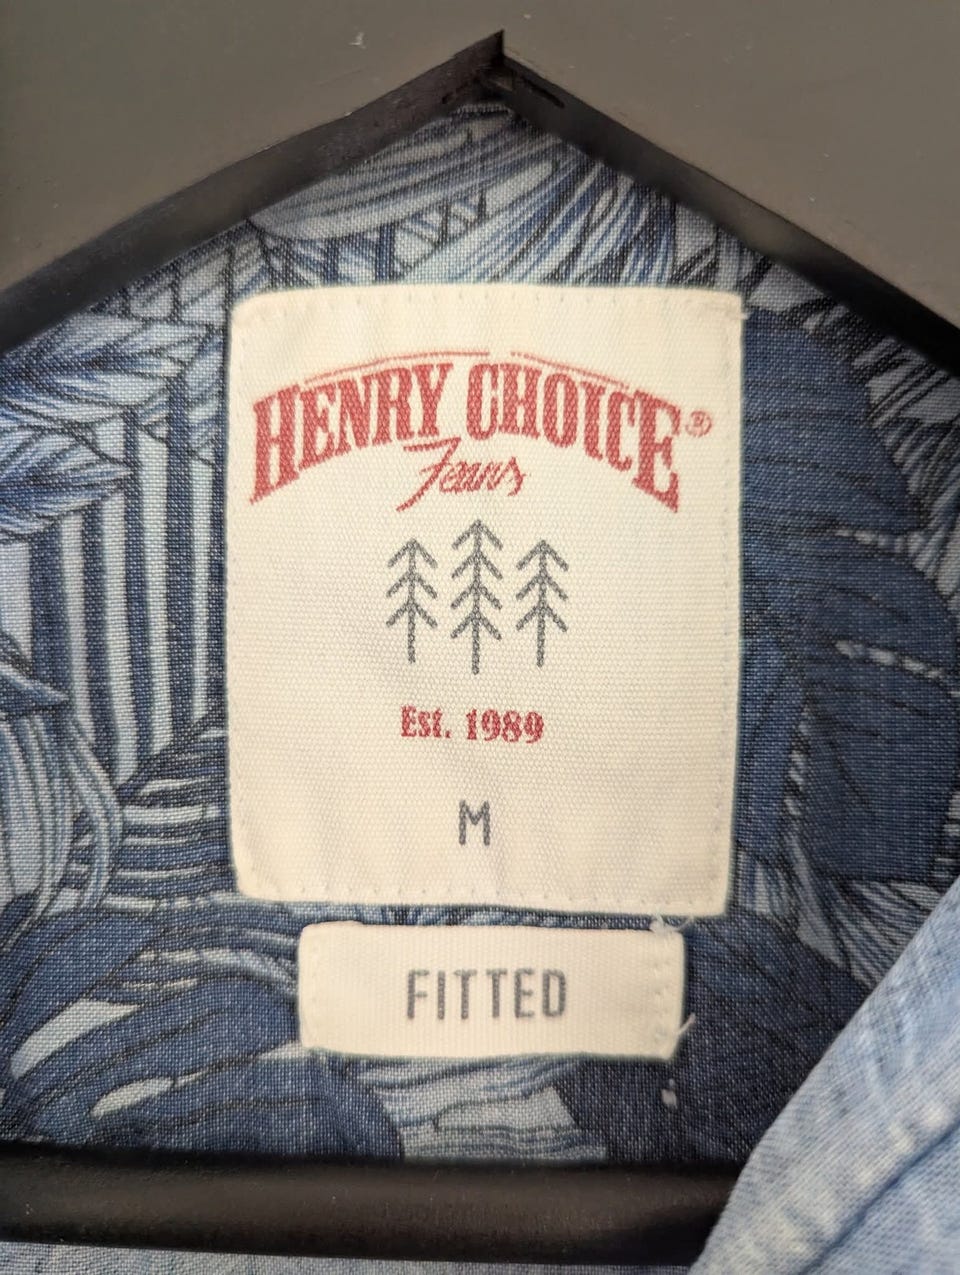 HENRY CHOICE®
Jeans
Est. 1989
M
FITTED